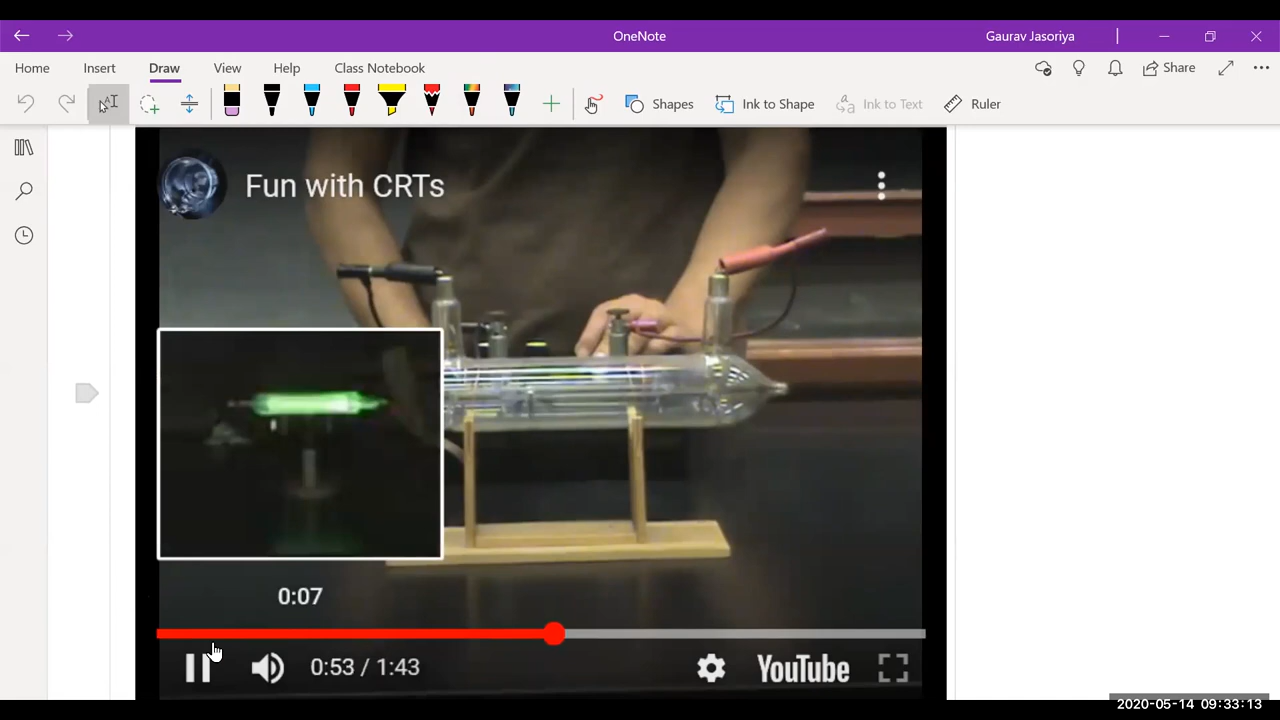 OneNote
Gaurav Jasoriya
Home Insert Draw View Help Class Notebook
Share
Shapes
Ink to Shape
Ink to Text
Ruler
Fun with CRTs
0:07
0:53 / 1:43
YouTube
2020-05-14 09:33:13